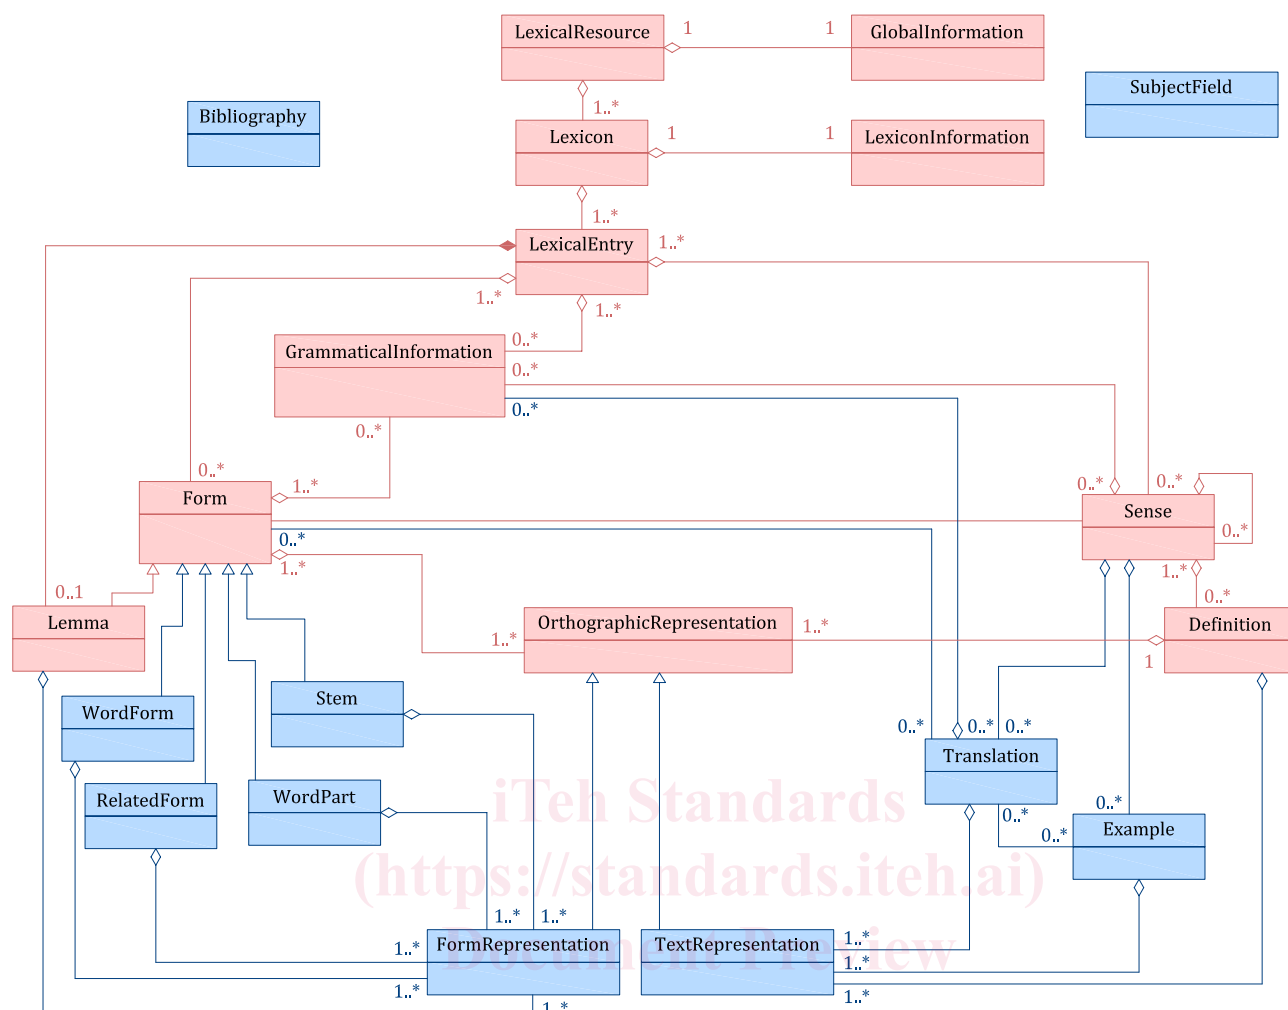 LexicalResource
1
1
GlobalInformation
SubjectField
1..*
Bibliography
Lexicon
1
1
LexiconInformation
1..*
LexicalEntry
1..*
1..*
1..*
0..*
GrammaticalInformation
0..*
0..*
0..*
0..*
1..*
Form
0..*
0..*
Sense
0..*
0..*
1..*
1..*
0..*
0..1
Lemma
OrthographicRepresentation
1..*
1..*
1
Definition
WordForm
Stem
0..*
0..*
0..*
Translation
RelatedForm
WordPart
iTeh Standards
0..*
0..*
0..*
Example
(https://standards.iteh.ai)
1..*
1..*
1..*
FormRepresentation
TextRepresentation
1..*
1..*
Document Preview
1..*
1..*
1..*